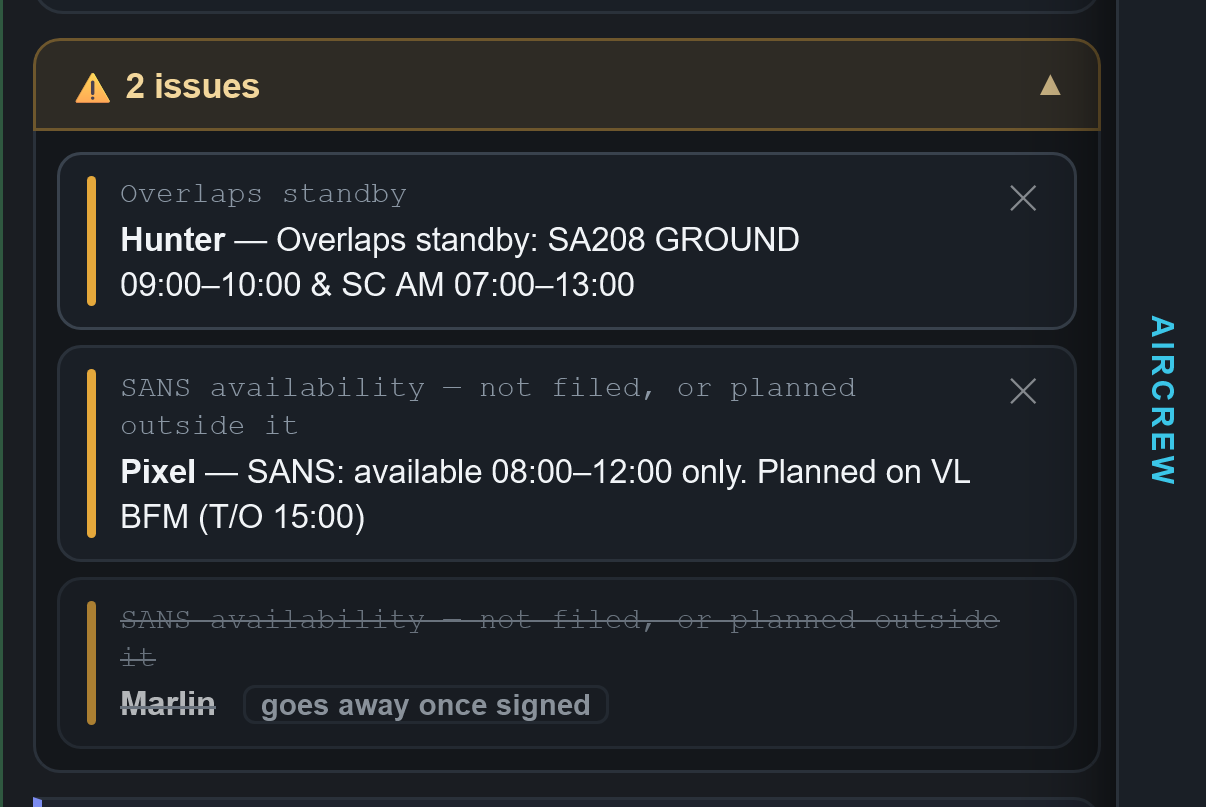 ⚠️ 2 issues ▲
Overlaps standby
Hunter — Overlaps standby: SA208 GROUND
09:00–10:00 & SC AM 07:00–13:00
SANS availability — not filed, or planned
outside it
Pixel — SANS: available 08:00–12:00 only. Planned on VL
BFM (T/O 15:00)
SANS availability — not filed, or planned outside
it
Marlin goes away once signed
AIRCREW